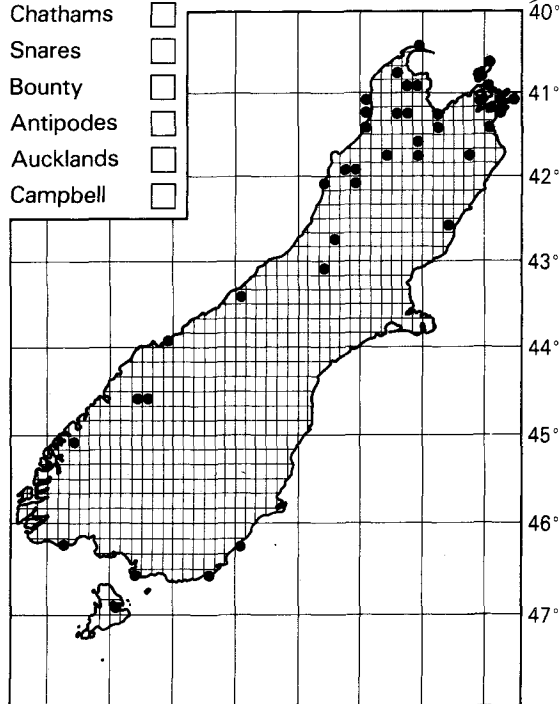 Chathams
Snares
Bounty
Antipodes
Aucklands
Campbell
40°
41°
42°
43°
44°
45°
46°
47°